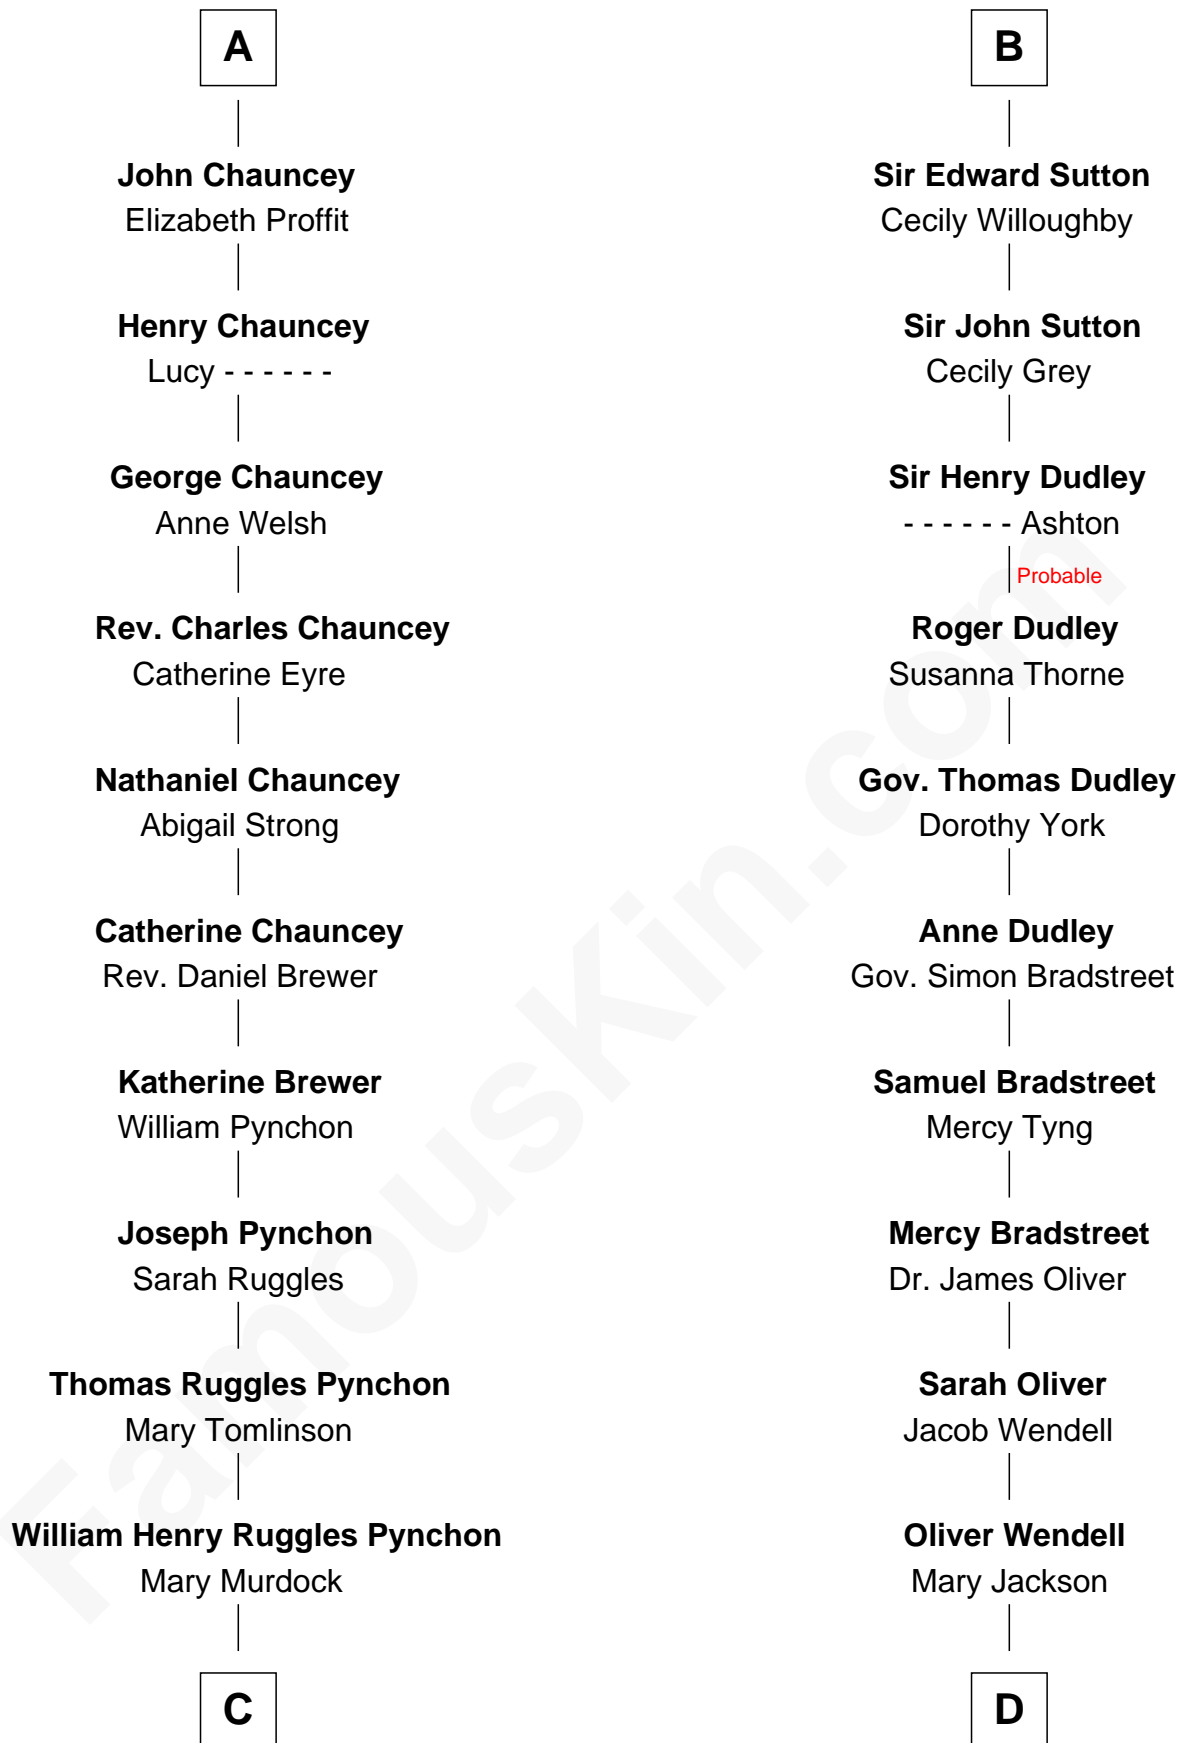 A
John Chauncey
Elizabeth Proffit
Henry Chauncey
Lucy - - - - - -
George Chauncey
Anne Welsh
Rev. Charles Chauncey
Catherine Eyre
Nathaniel Chauncey
Abigail Strong
Catherine Chauncey
Rev. Daniel Brewer
Katherine Brewer
William Pynchon
Joseph Pynchon
Sarah Ruggles
Thomas Ruggles Pynchon
Mary Tomlinson
William Henry Ruggles Pynchon
Mary Murdock
C
B
Sir Edward Sutton
Cecily Willoughby
Sir John Sutton
Cecily Grey
Sir Henry Dudley
- - - - - - Ashton
Probable
Roger Dudley
Susanna Thorne
Gov. Thomas Dudley
Dorothy York
Anne Dudley
Gov. Simon Bradstreet
Samuel Bradstreet
Mercy Tyng
Mercy Bradstreet
Dr. James Oliver
Sarah Oliver
Jacob Wendell
Oliver Wendell
Mary Jackson
D
FamousKin.com